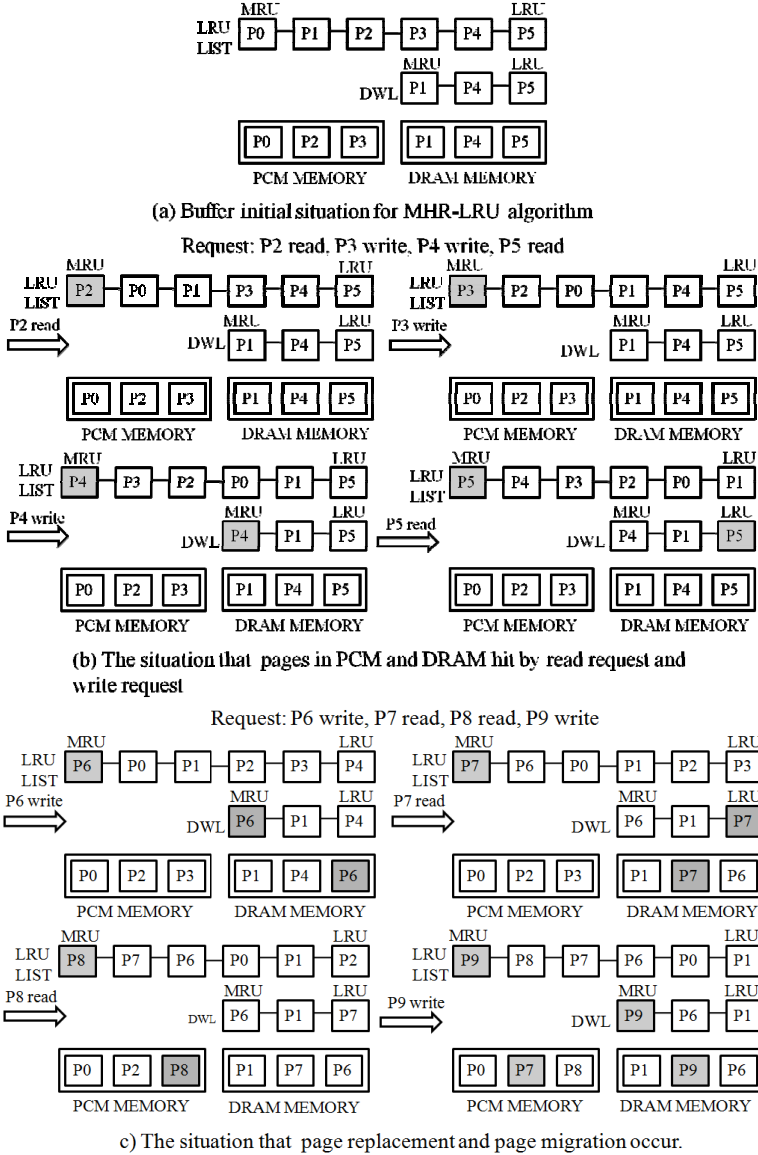 MRU LRU
LRU LIST P0 P1 P2 P3 P4 P5
MRU LRU
DWL P1 P4 P5
P0 P2 P3 P1 P4 P5
PCM MEMORY DRAM MEMORY
(a) Buffer initial situation for MHR-LRU algorithm
Request: P2 read, P3 write, P4 write, P5 read
MRU LRU
LRU LIST P2 P0 P1 P3 P4 P5
P2 read
MRU LRU
DWL P1 P4 P5
P0 P2 P3 P1 P4 P5
PCM MEMORY DRAM MEMORY
MRU LRU
LRU LIST P3 P2 P0 P1 P4 P5
P3 write
MRU LRU
DWL P1 P4 P5
P0 P2 P3 P1 P4 P5
PCM MEMORY DRAM MEMORY
MRU LRU
LRU LIST P4 P3 P2 P0 P1 P5
P4 write
MRU LRU
DWL P4 P1 P5
P0 P2 P3 P1 P4 P5
PCM MEMORY DRAM MEMORY
MRU LRU
LRU LIST P5 P4 P3 P2 P0 P1
P5 read
MRU LRU
DWL P4 P1 P5
P0 P2 P3 P1 P4 P5
PCM MEMORY DRAM MEMORY
(b) The situation that pages in PCM and DRAM hit by read request and
write request
Request: P6 write, P7 read, P8 read, P9 write
MRU LRU
LRU LIST P6 P0 P1 P2 P3 P4
P6 write
MRU LRU
DWL P6 P1 P4
P0 P2 P3 P1 P4 P6
PCM MEMORY DRAM MEMORY
MRU LRU
LRU LIST P7 P6 P0 P1 P2 P3
P7 read
MRU LRU
DWL P6 P1 P7
P0 P2 P3 P1 P7 P6
PCM MEMORY DRAM MEMORY
MRU LRU
LRU LIST P8 P7 P6 P0 P1 P2
P8 read
MRU LRU
DWL P6 P1 P7
P0 P2 P8 P1 P7 P6
PCM MEMORY DRAM MEMORY
MRU LRU
LRU LIST P9 P8 P7 P6 P0 P1
P9 write
MRU LRU
DWL P9 P6 P1
P0 P7 P8 P1 P9 P6
PCM MEMORY DRAM MEMORY
c) The situation that page replacement and page migration occur.